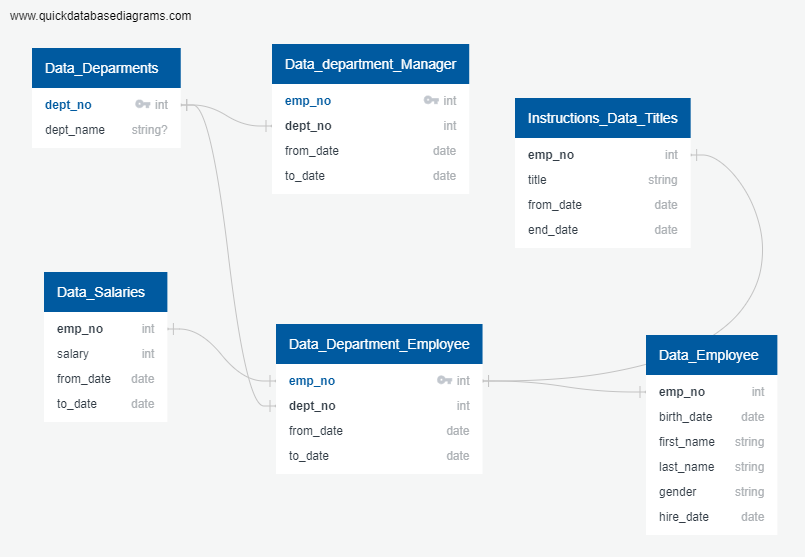 www.quickdatabasediagrams.com
Data_Deparments
dept_no int
dept_name string?
Data_department_Manager
emp_no int
dept_no int
from_date date
to_date date
Instructions_Data_Titles
emp_no int
title string
from_date date
end_date date
Data_Salaries
emp_no int
salary int
from_date date
to_date date
Data_Department_Employee
emp_no int
dept_no int
from_date date
to_date date
Data_Employee
emp_no int
birth_date date
first_name string
last_name string
gender string
hire_date date